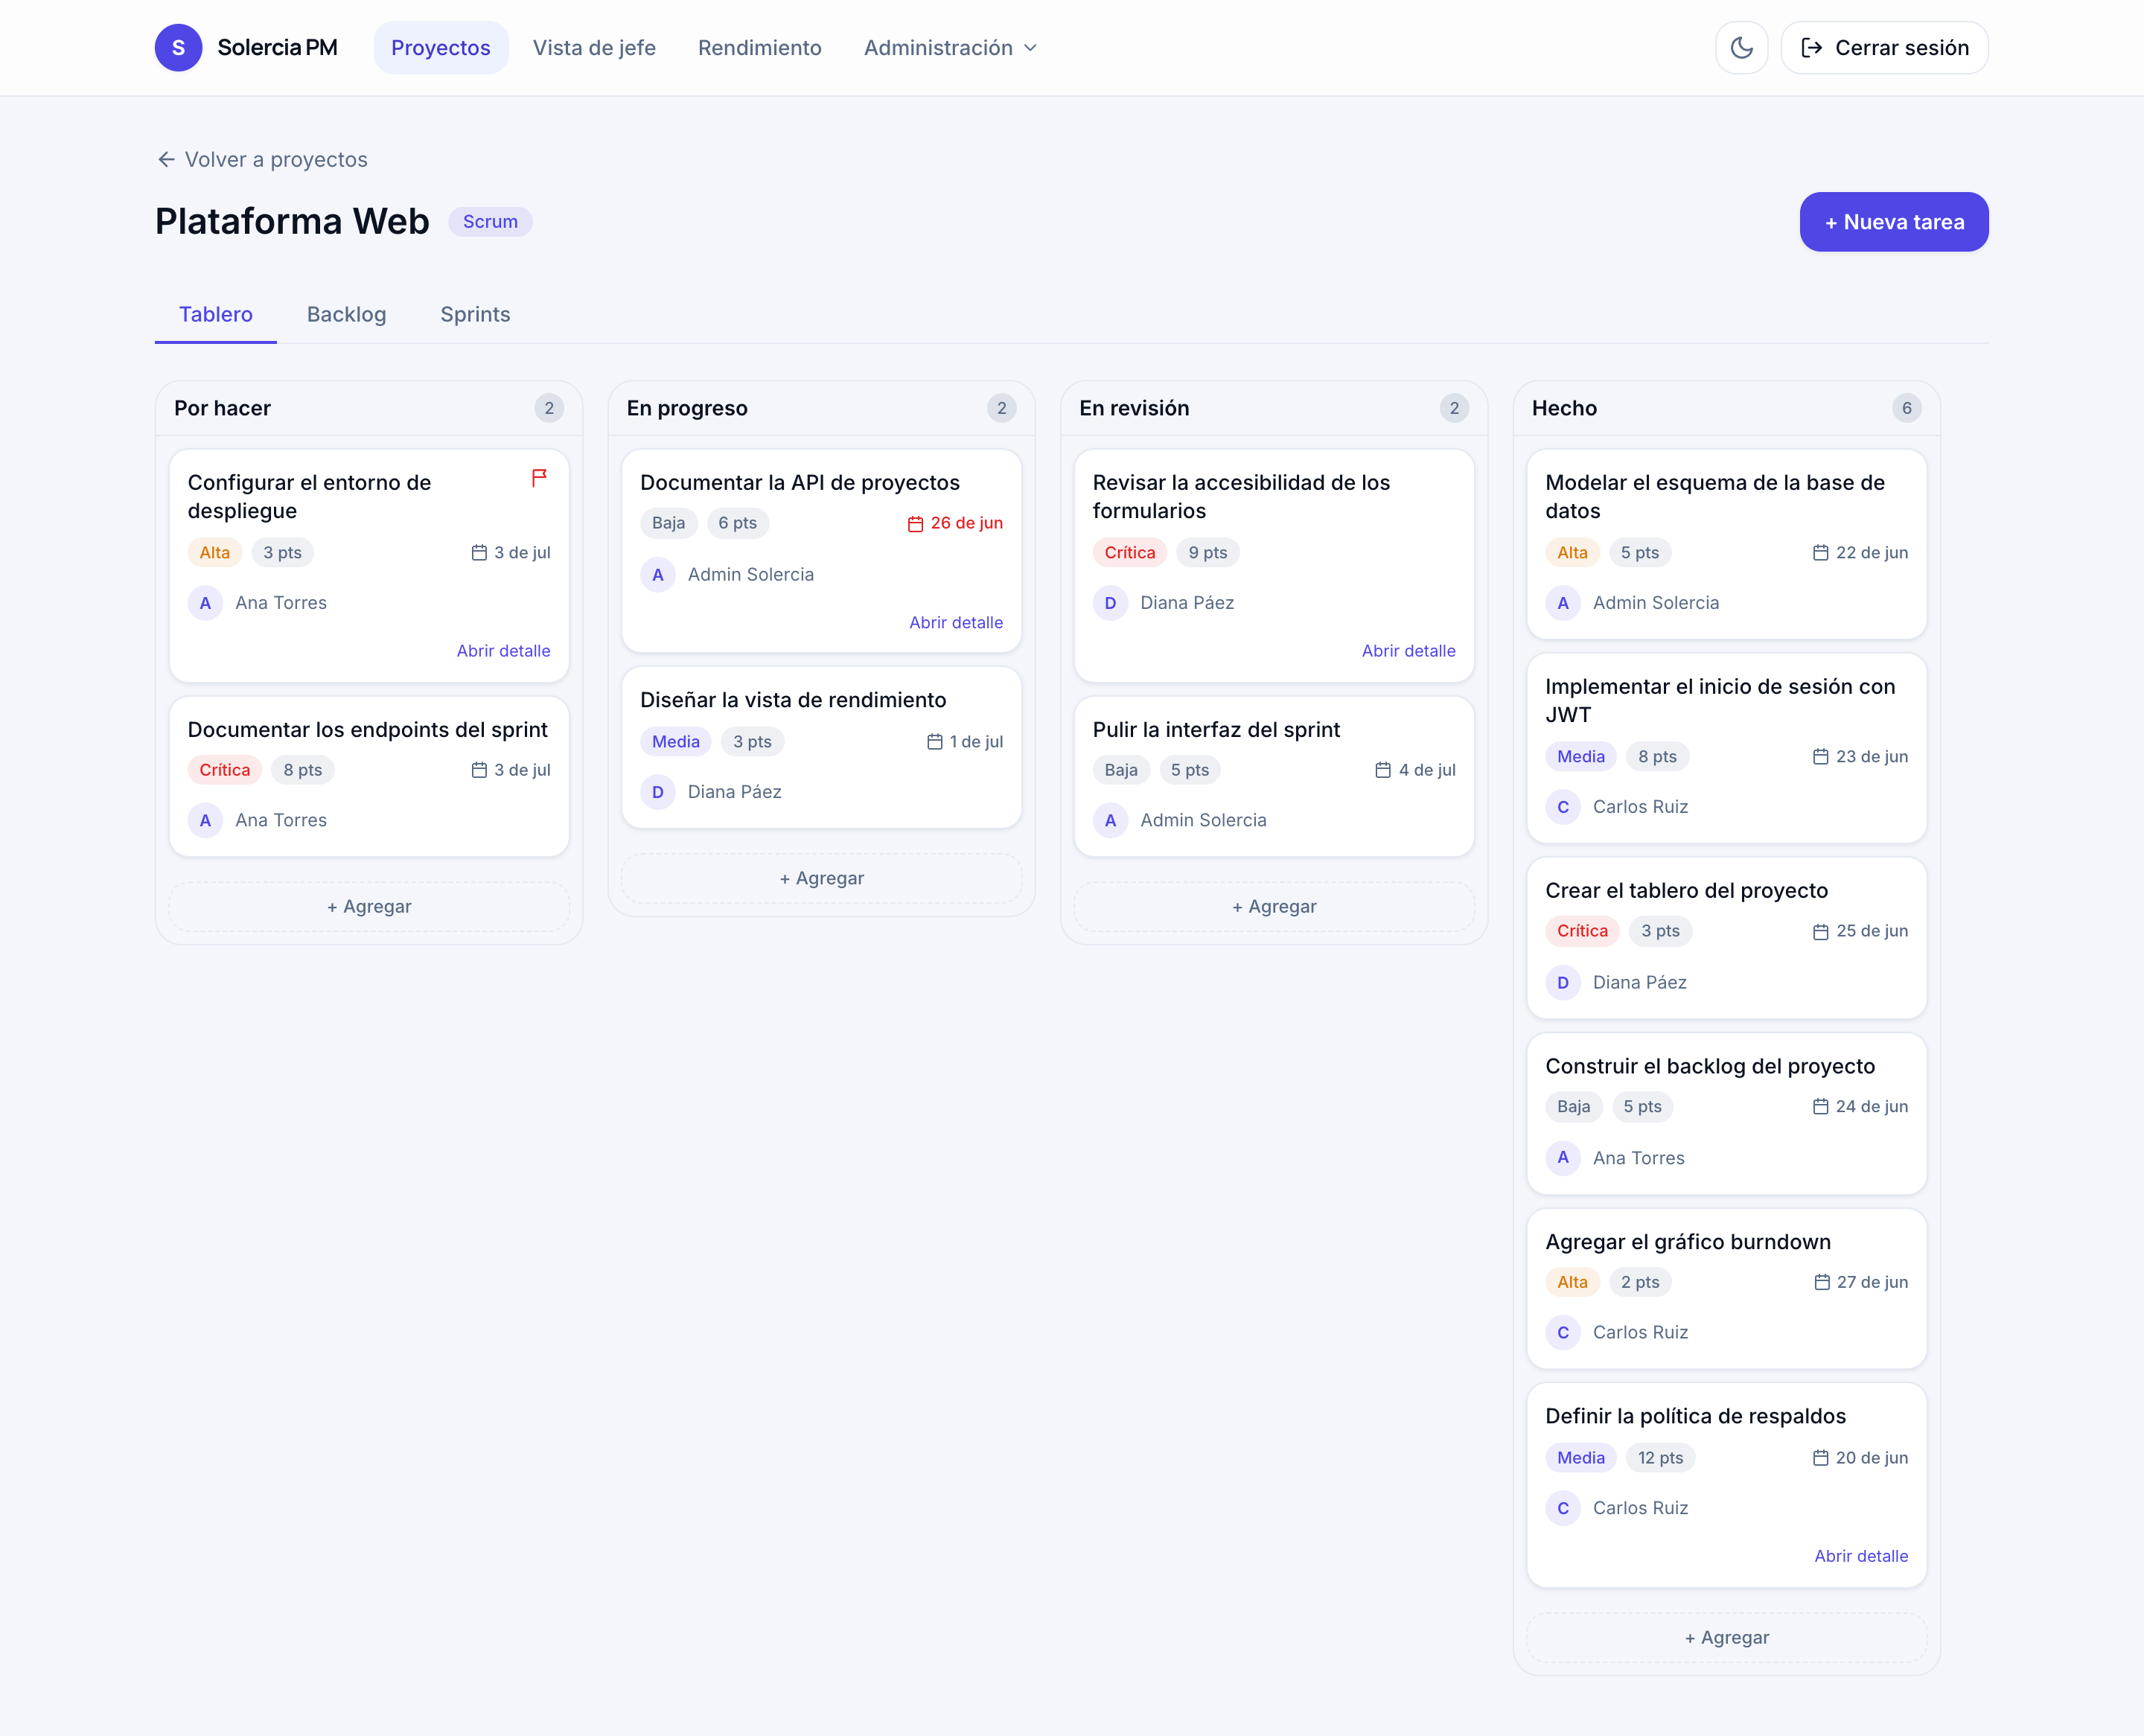 S Solercia PM Proyectos Vista de jefe Rendimiento Administración Cerrar sesión
Volver a proyectos
Plataforma Web Scrum + Nueva tarea
Tablero Backlog Sprints
Por hacer 2
Configurar el entorno de
despliegue
Alta 3 pts 3 de jul
A Ana Torres
Abrir detalle
Documentar los endpoints del sprint
Crítica 8 pts 3 de jul
A Ana Torres
+ Agregar
En progreso 2
Documentar la API de proyectos
Baja 6 pts 26 de jun
A Admin Solercia
Abrir detalle
Diseñar la vista de rendimiento
Media 3 pts 1 de jul
D Diana Páez
+ Agregar
En revisión 2
Revisar la accesibilidad de los
formularios
Crítica 9 pts
D Diana Páez
Abrir detalle
Pulir la interfaz del sprint
Baja 5 pts 4 de jul
A Admin Solercia
+ Agregar
Hecho 6
Modelar el esquema de la base de
datos
Alta 5 pts 22 de jun
A Admin Solercia
Implementar el inicio de sesión con
JWT
Media 8 pts 23 de jun
C Carlos Ruiz
Crear el tablero del proyecto
Crítica 3 pts 25 de jun
D Diana Páez
Construir el backlog del proyecto
Baja 5 pts 24 de jun
A Ana Torres
Agregar el gráfico burndown
Alta 2 pts 27 de jun
C Carlos Ruiz
Definir la política de respaldos
Media 12 pts 20 de jun
C Carlos Ruiz
Abrir detalle
+ Agregar